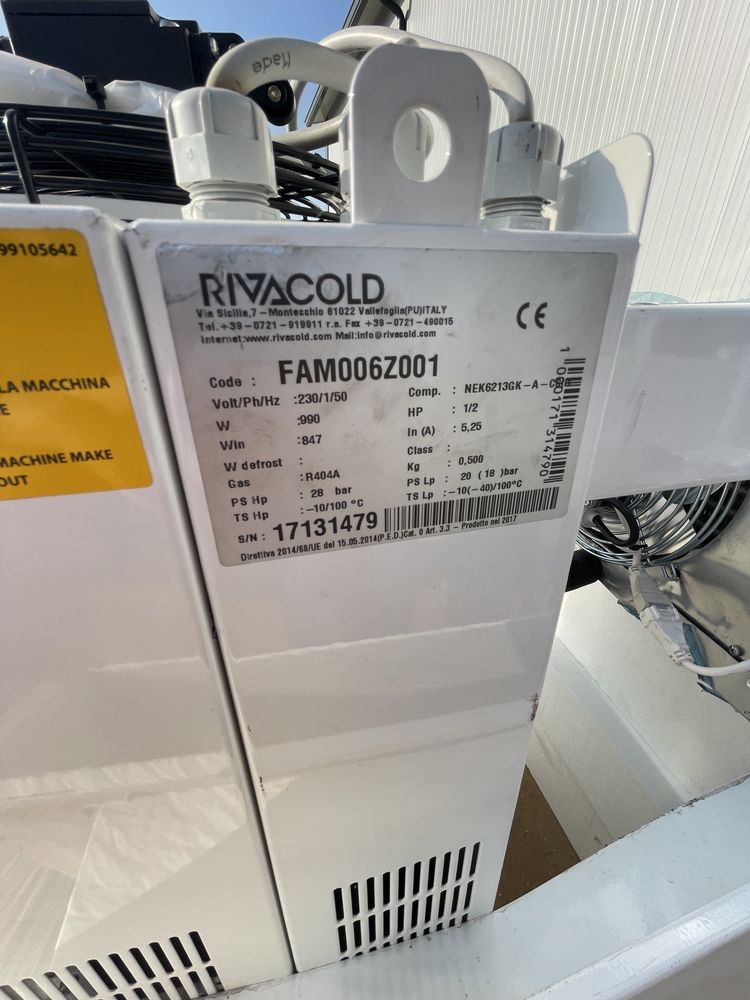 Made
99105642
LA MACCHINA
E
MACHINE MAKE
OUT
RIVACOLD
Via Sicilia,7 - Montecchio 61022 Vallefoglia(PU)ITALY
Tel.+39-0721-919911 r.a. Fax +39-0721-490015
Internet:www.rivacold.com Mail:info@rivacold.com
CE
Code : FAM006Z001
Volt/Ph/Hz :230/1/50
W :990
Win :847
W defrost :
Gas :R404A
PS Hp : 28 bar
TS Hp : -10/100 °C
Comp. : NEK6213GK-A-
HP : 1/2
In (A) : 5,25
Class :
Kg : 0,500
PS Lp : 20 ( 18 )bar
TS Lp : -10(-40)/100°C
S/N : 17131479
Direttiva 2014/68/UE del 15.05.2014(P.E.D.)Cat. 0 Art. 3.3 - Prodotto nel 2017